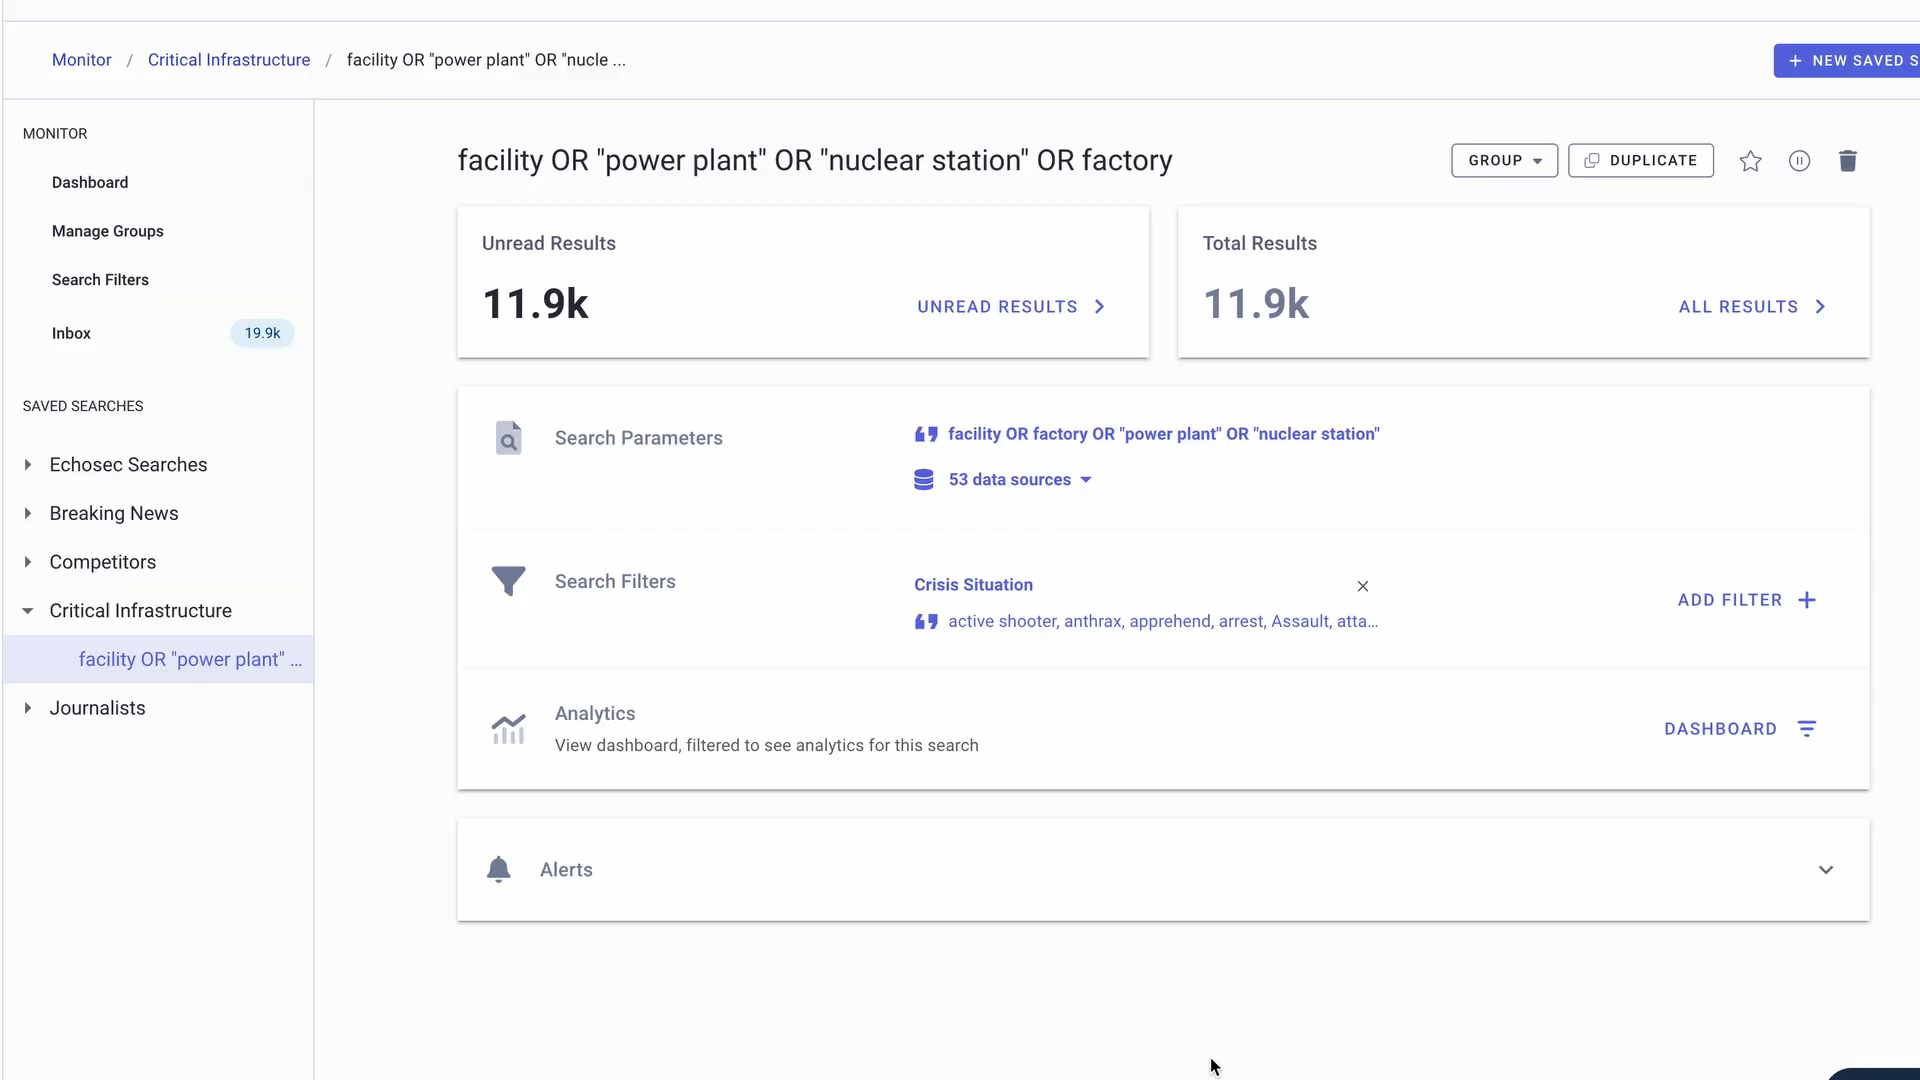 Monitor / Critical Infrastructure / facility OR "power plant" OR "nucle ...
+ NEW SAVED S
MONITOR
Dashboard
Manage Groups
Search Filters
Inbox 19.9k
SAVED SEARCHES
Echosec Searches
Breaking News
Competitors
Critical Infrastructure
facility OR "power plant" ...
Journalists
facility OR "power plant" OR "nuclear station" OR factory
GROUP
DUPLICATE
Unread Results
11.9k
UNREAD RESULTS
Total Results
11.9k
ALL RESULTS
Search Parameters
facility OR factory OR "power plant" OR "nuclear station"
53 data sources
Search Filters
Crisis Situation
active shooter, anthrax, apprehend, arrest, Assault, atta...
ADD FILTER +
Analytics
View dashboard, filtered to see analytics for this search
DASHBOARD
Alerts